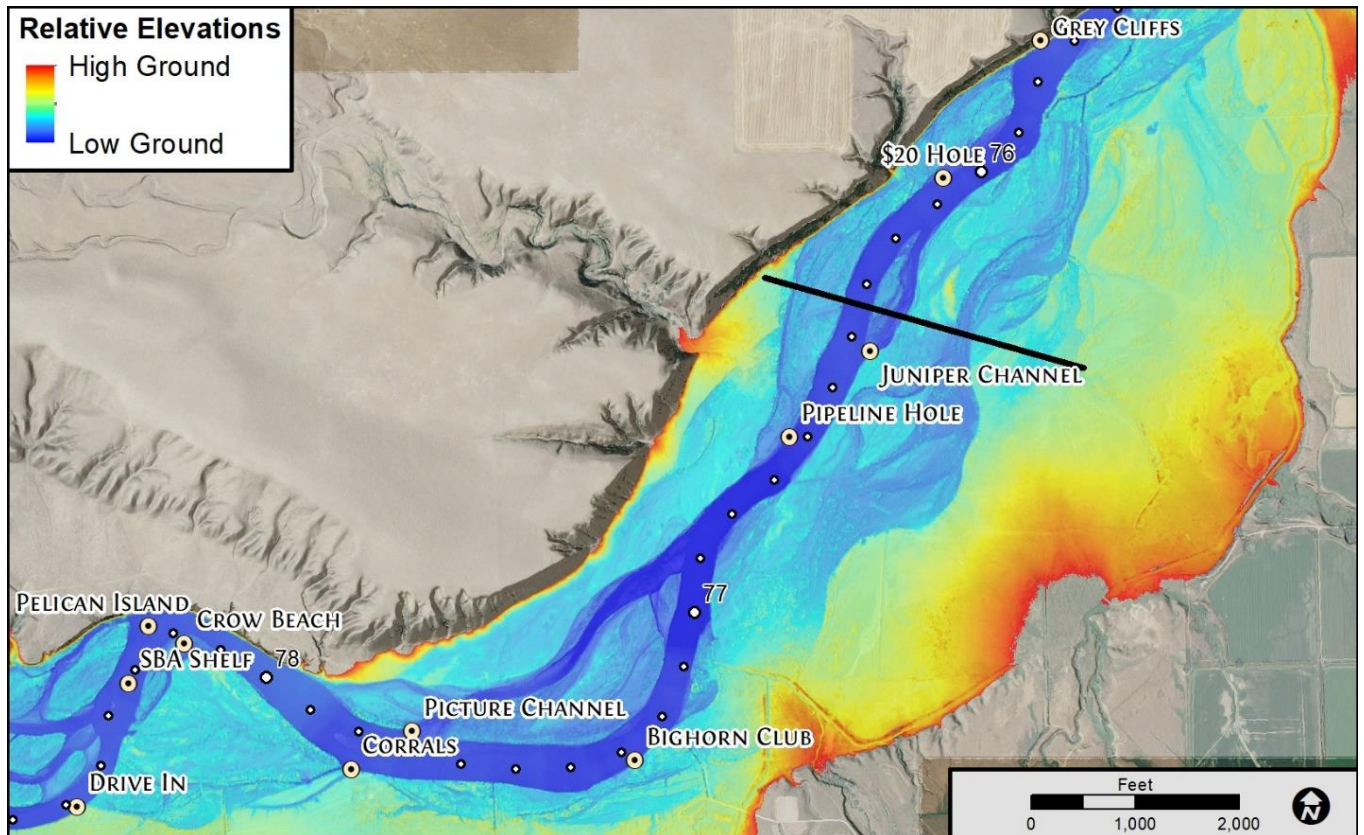 Relative Elevations
High Ground
Low Ground
GREY CLIFFS
$20 HOLE 76
JUNIPER CHANNEL
PIPELINE HOLE
77
PELICAN ISLAND
CROW BEACH
SBA SHELF
78
PICTURE CHANNEL
CORRALS
BIGHORN CLUB
DRIVE IN
Feet
0 1,000 2,000
N